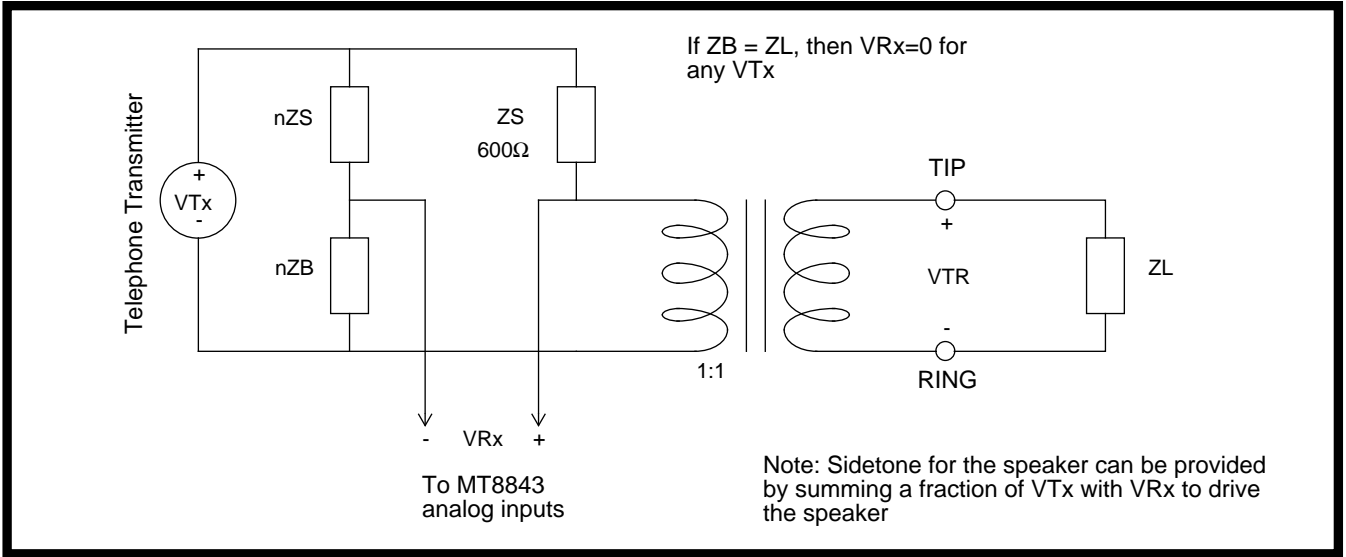 If ZB = ZL, then VRx=0 for
any VTx
Telephone Transmitter
+
VTx
-
nZS
nZB
ZS
600Ω
1:1
TIP
+
VTR
-
RING
ZL
- VRx +
To MT8843
analog inputs
Note: Sidetone for the speaker can be provided
by summing a fraction of VTx with VRx to drive
the speaker